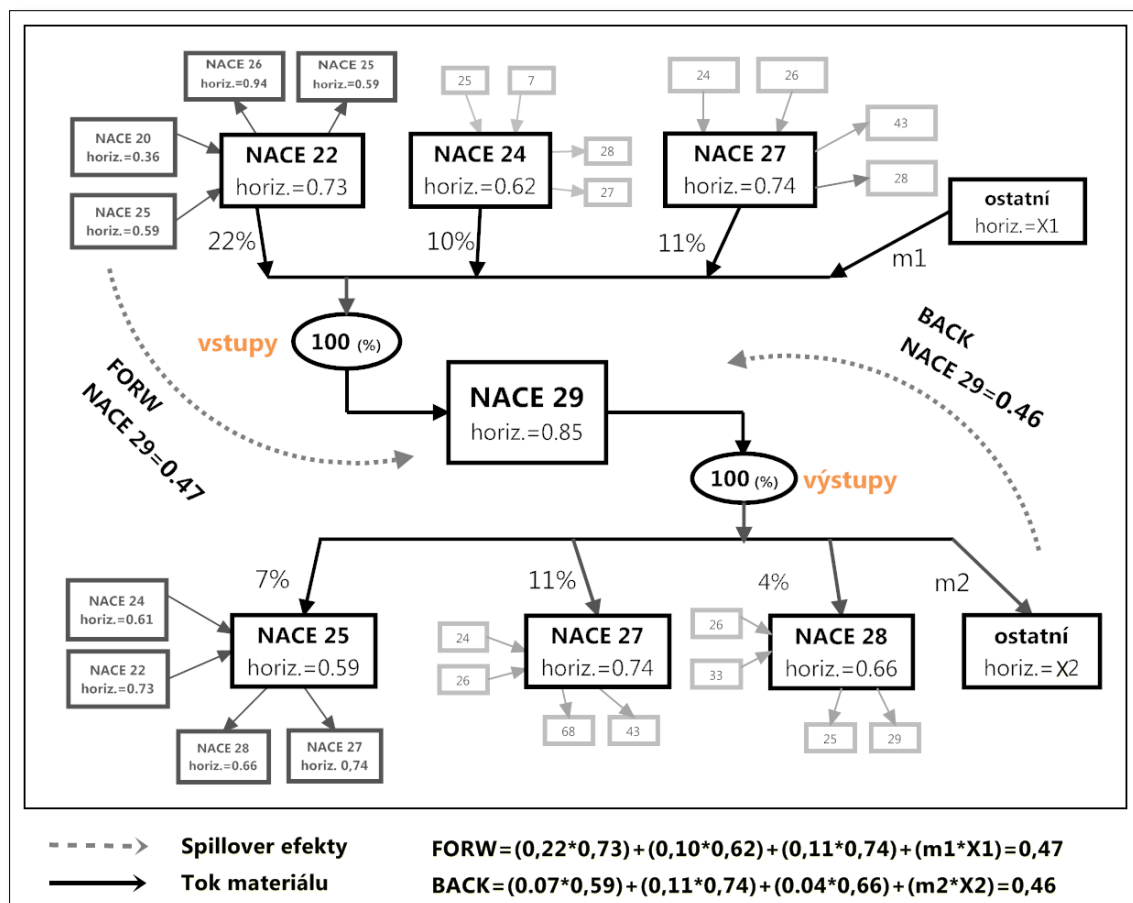 NACE 26
horiz.=0.94
NACE 25
horiz.=0.59
NACE 20
horiz.=0.36
NACE 25
horiz.=0.59
NACE 22
horiz.=0.73
25
7
NACE 24
horiz.=0.62
28
27
24
26
NACE 27
horiz.=0.74
43
28
ostatní
horiz.=X1
22%
10%
11%
m1
vstupy
100 (%)
FORW
NACE 29=0.47
NACE 29
horiz.=0.85
BACK
NACE 29=0.46
100 (%)
výstupy
7%
11%
4%
m2
NACE 24
horiz.=0.61
NACE 22
horiz.=0.73
NACE 25
horiz.=0.59
NACE 28
horiz.=0.66
NACE 27
horiz. 0,74
24
26
NACE 27
horiz.=0.74
68
43
26
33
NACE 28
horiz.=0.66
25
29
ostatní
horiz.=X2
Spillover efekty
FORW=(0,22*0,73)+(0,10*0,62)+(0,11*0,74)+(m1*X1)=0,47
Tok materiálu
BACK=(0.07*0,59)+(0,11*0,74)+(0.04*0,66)+(m2*X2)=0,46